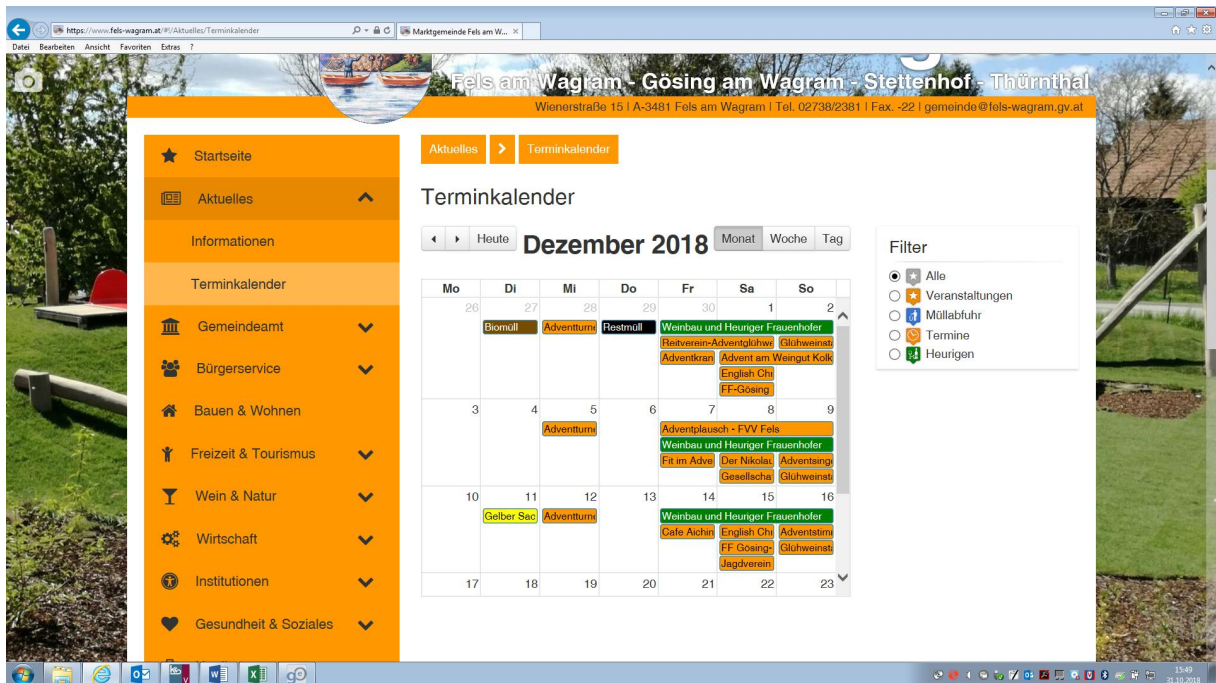 https://www.fels-wagram.at/#!/Aktuelles/Terminkalender
Marktgemeinde Fels am W...
Datei Bearbeiten Ansicht Favoriten Extras ?
Fels am Wagram - Gösing am Wagram - Stettenhof - Thürnthal
Wienerstraße 15 I A-3481 Fels am Wagram I Tel. 02738/2381 I Fax. -22 I gemeinde@fels-wagram.gv.at
Startseite
Aktuelles
Informationen
Terminkalender
Gemeindeamt
Bürgerservice
Bauen & Wohnen
Freizeit & Tourismus
Wein & Natur
Wirtschaft
Institutionen
Gesundheit & Soziales
Aktuelles Terminkalender
Terminkalender
Heute Dezember 2018 Monat Woche Tag
Mo Di Mi Do Fr Sa So
26 27 28 29 30 1 2
Biomüll Adventturn Restmüll Weinbau und Heuriger Frauenhofer
Reitverein-Adventglühwe Glühweinst
Adventkran Advent am Weingut Kolk
English Ch
FF-Gösing
3 4 5 6 7 8 9
Adventturn Adventplausch - FVV Fels
Weinbau und Heuriger Frauenhofer
Fit im Adve Der Nikolau Adventsing
Gesellscha Glühweinst
10 11 12 13 14 15 16
Gelber Sac Adventturn Weinbau und Heuriger Frauenhofer
Cafe Aichin English Ch Adventstim
FF Gösing- Glühweinst
Jagdverein
17 18 19 20 21 22 23
Filter
Alle
Veranstaltungen
Müllabfuhr
Termine
Heurigen
15:49
31.10.2018